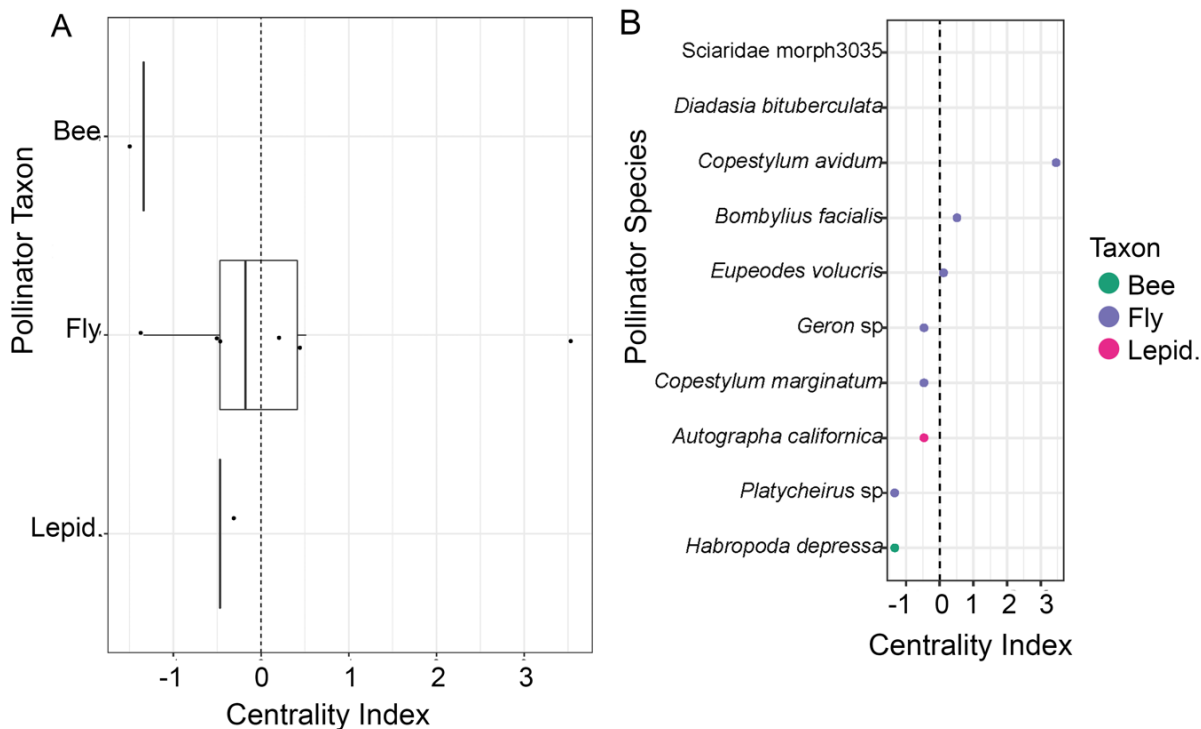 A
Pollinator Taxon
Bee
Fly
Lepid.
-1
0
1
2
3
Centrality Index
B
Pollinator Species
Sciaridae morph3035
Diadasia bituberculata
Copestylum avidum
Bombylius facialis
Eupeodes volucris
Geron sp
Copestylum marginatum
Autographa californica
Platycheirus sp
Habropoda depressa
-1 0 1 2 3
Centrality Index
Taxon
Bee
Fly
Lepid.